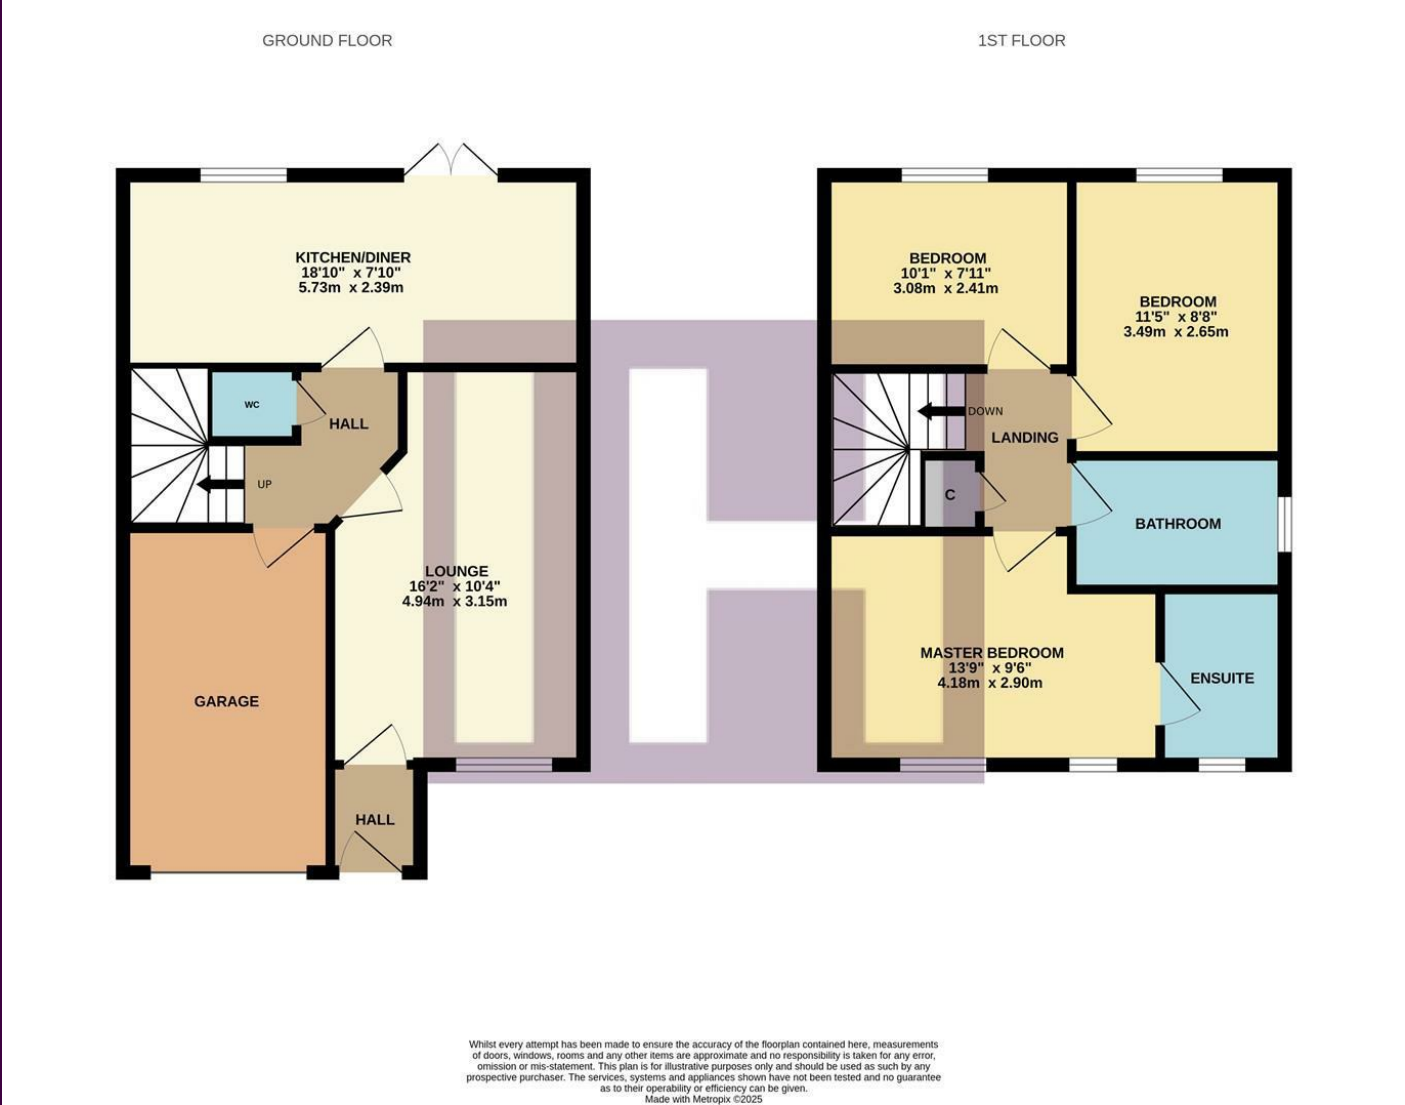 GROUND FLOOR
1ST FLOOR
KITCHEN/DINER
18'10" x 7'10"
5.73m x 2.39m
WC
HALL
UP
LOUNGE
16'2" x 10'4"
4.94m x 3.15m
GARAGE
HALL
BEDROOM
10'1" x 7'11"
3.08m x 2.41m
BEDROOM
11'5" x 8'8"
3.49m x 2.65m
DOWN
LANDING
C
BATHROOM
MASTER BEDROOM
13'9" x 9'6"
4.18m x 2.90m
ENSUITE
Whilst every attempt has been made to ensure the accuracy of the floorplan contained here, measurements
of doors, windows, rooms and any other items are approximate and no responsibility is taken for any error,
omission or mis-statement. This plan is for illustrative purposes only and should be used as such by any
prospective purchaser. The services, systems and appliances shown have not been tested and no guarantee
as to their operability or efficiency can be given.
Made with Metropix ©2025